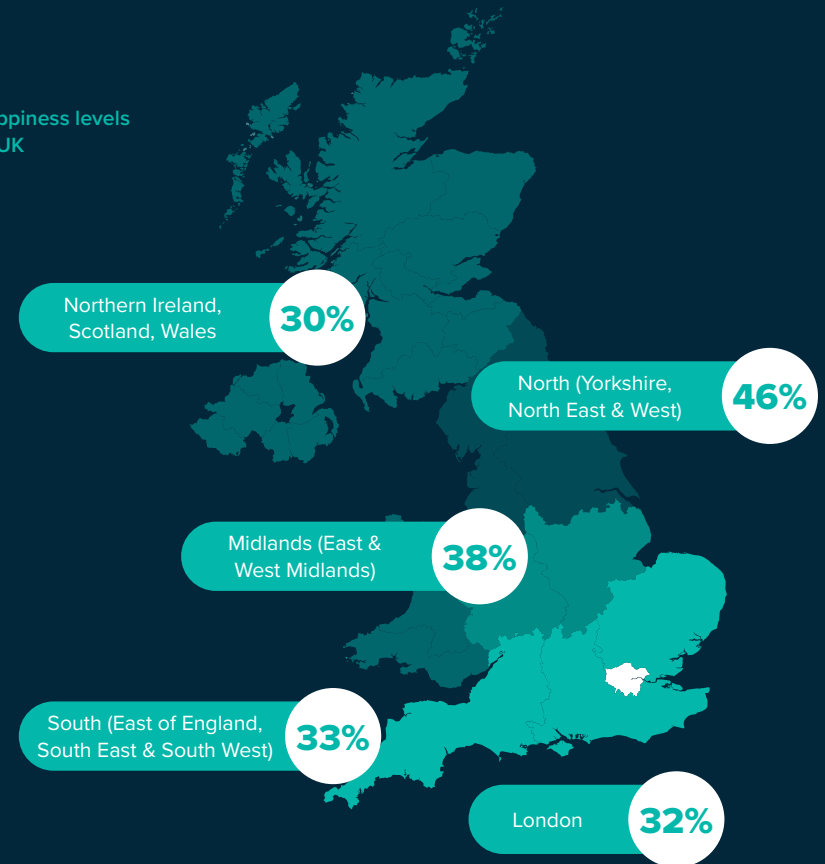 UK
levels
Northern Ireland,
Scotland, Wales
30%
North (Yorkshire,
North East & West)
46%
Midlands (East &
West Midlands)
38%
South (East of England,
South East & South West)
33%
London
32%